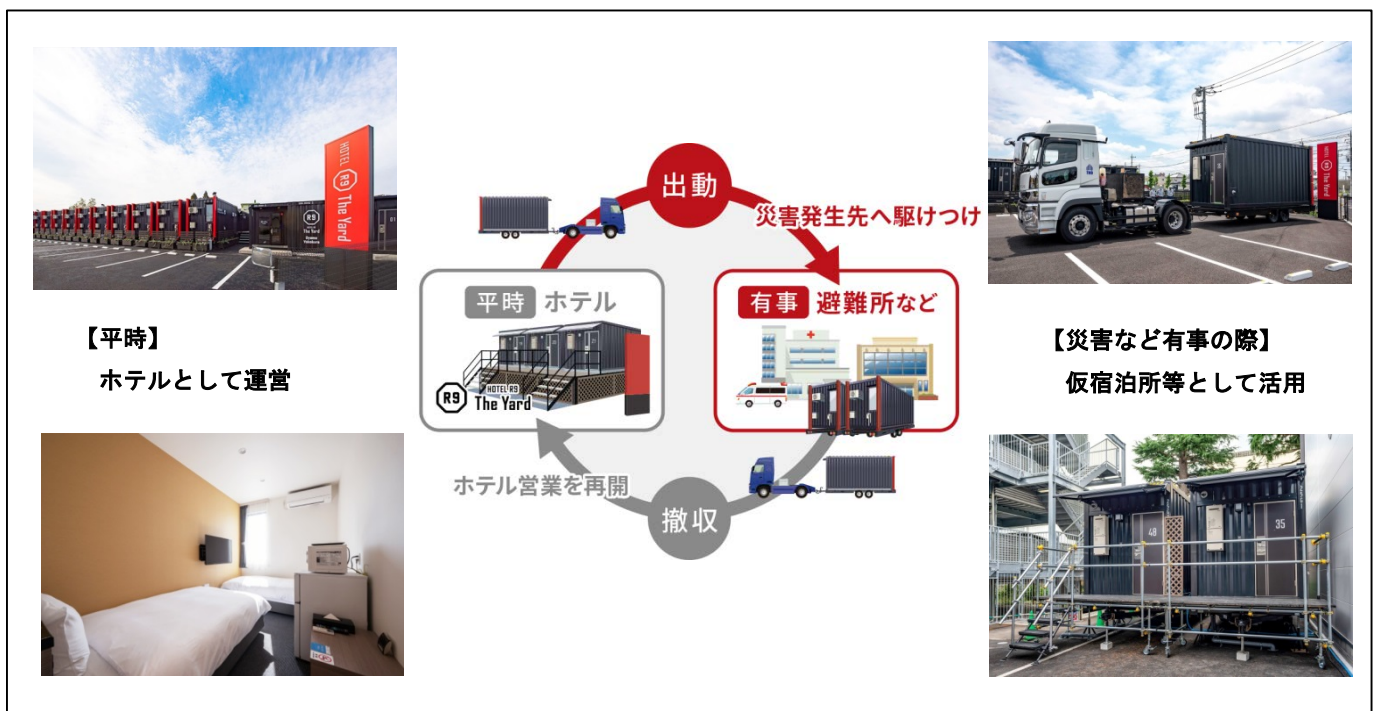 HOTEL R9 The Yard
R9
The Yard
【平時】
ホテルとして運営
出動
災害発生先へ駆けつけ
平時 ホテル
HOTEL R9
R9 The Yard
有事 避難所など
ホテル営業を再開
撤収
【災害など有事の際】
仮宿泊所等として活用
48
35